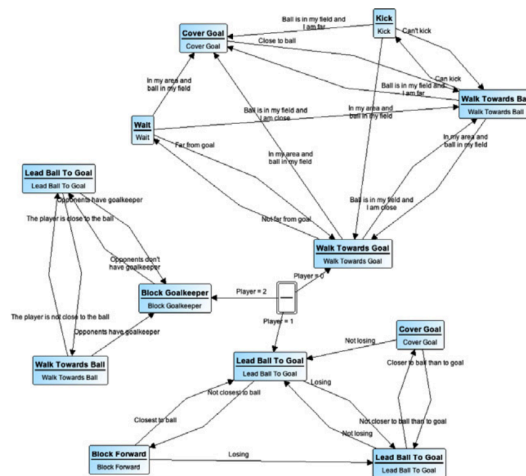 Kick
Kick
Ball is in my field and
I am far
Cover Goal
Cover Goal
Close to ball
Can't kick
Can kick
In my area and
ball in my field
Ball is in my field and
I am far
Walk Towards Ball
Walk Towards Ball
Ball is in my field and
I am close
In my area and
ball in my field
Wait
Wait
Far from goal
In my area and
ball in my field
In my area and
ball in my field
Lead Ball To Goal
Lead Ball To Goal
Opponents have goalkeeper
Ball is in my field and
I am close
The player is close to the ball
Not far from goal
Walk Towards Goal
Walk Towards Goal
Opponents don't
have goalkeeper
Player = 0
Block Goalkeeper
Block Goalkeeper
Player = 2
The player is not close to the ball
Player = 1
Opponents have goalkeeper
Cover Goal
Cover Goal
Not losing
Walk Towards Ball
Walk Towards Ball
Lead Ball To Goal
Lead Ball To Goal
Closer to ball than to goal
Losing
Not closest to ball
Closest to ball
Not closer to ball than to goal
Not losing
Block Forward
Block Forward
Losing
Lead Ball To Goal
Lead Ball To Goal